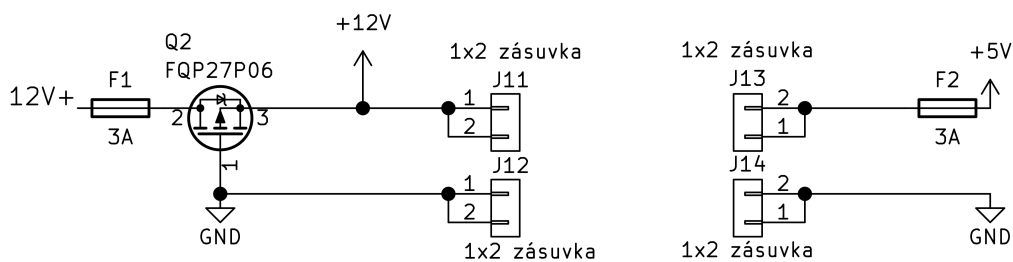 +12V
Q2
FQP27P06
1x2 zásuvka
1x2 zásuvka
+5V
F1
J11
J13
F2
12V+
2
3
1
2
2
1
3A
3A
1
J12
J14
1
2
2
1
GND
GND
1x2 zásuvka
1x2 zásuvka